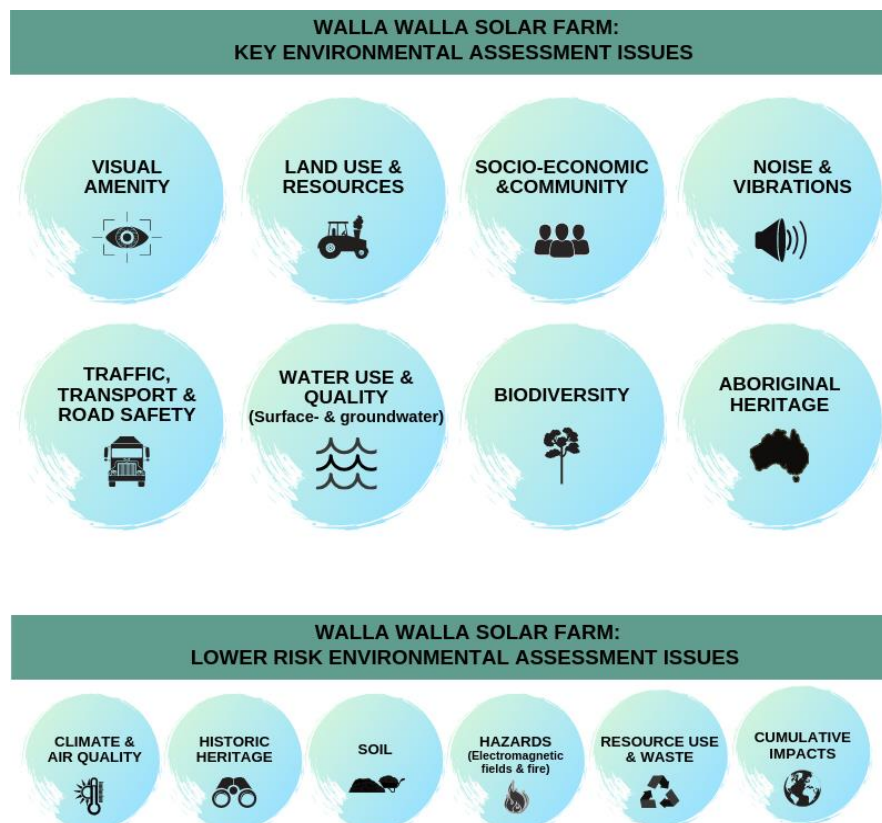 WALLA WALLA SOLAR FARM:
KEY ENVIRONMENTAL ASSESSMENT ISSUES
VISUAL
AMENITY
LAND USE &
RESOURCES
SOCIO-ECONOMIC
&COMMUNITY
NOISE &
VIBRATIONS
TRAFFIC,
TRANSPORT &
ROAD SAFETY
WATER USE &
QUALITY
(Surface- & groundwater)
BIODIVERSITY
ABORIGINAL
HERITAGE
WALLA WALLA SOLAR FARM:
LOWER RISK ENVIRONMENTAL ASSESSMENT ISSUES
CLIMATE &
AIR QUALITY
HISTORIC
HERITAGE
SOIL
HAZARDS
(Electromagnetic
fields & fire)
RESOURCE USE
& WASTE
CUMULATIVE
IMPACTS